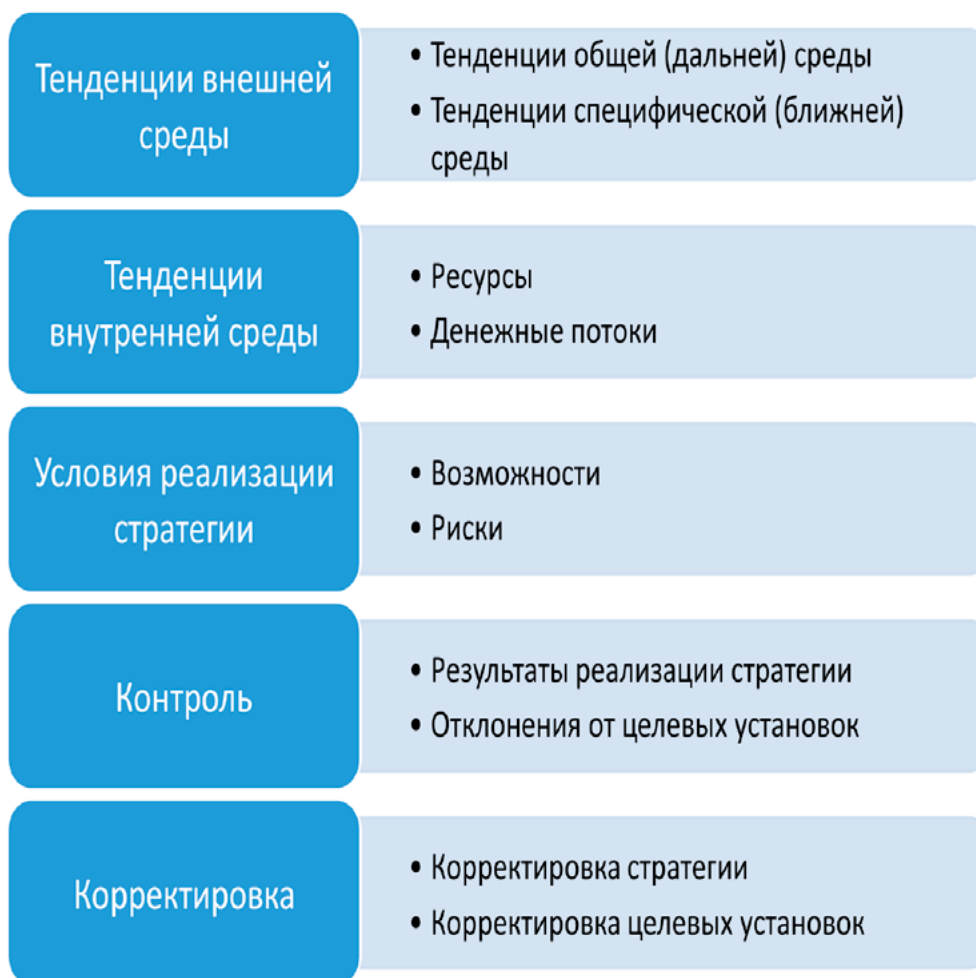 Тенденции внешней
среды
• Тенденции общей (дальней) среды
• Тенденции специфической (ближней)
среды
Тенденции
внутренней среды
• Ресурсы
• Денежные потоки
Условия реализации
стратегии
• Возможности
• Риски
Контроль
• Результаты реализации стратегии
• Отклонения от целевых установок
Корректировка
• Корректировка стратегии
• Корректировка целевых установок